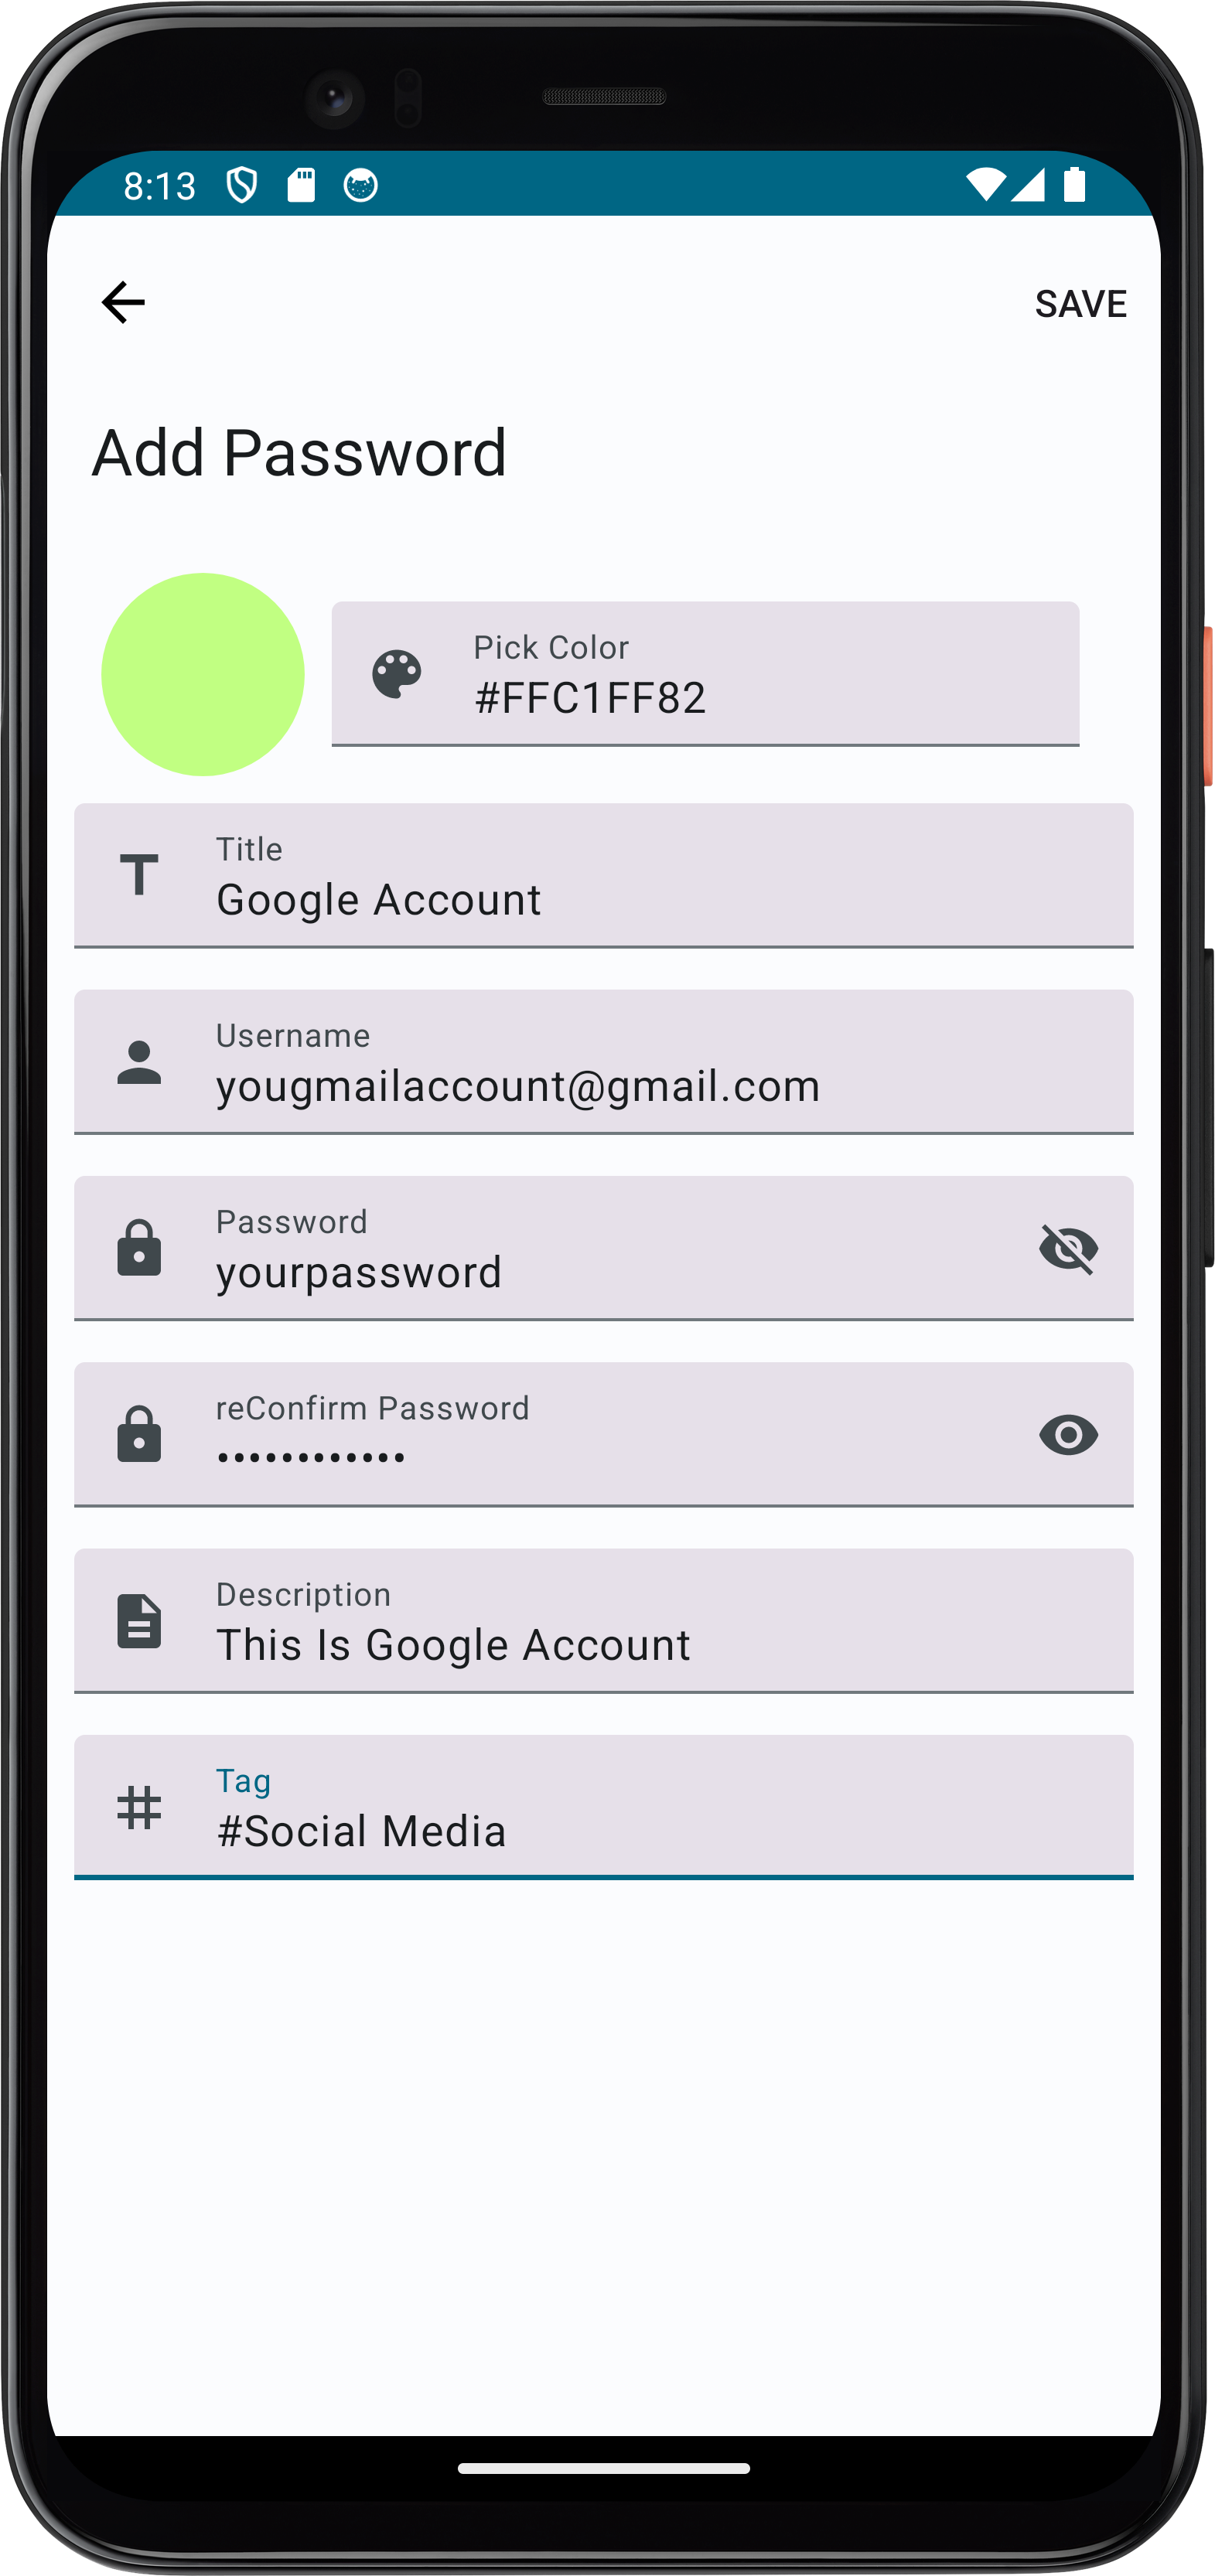 8:13
SAVE
Add Password
Pick Color
#FFC1FF82
Title
Google Account
Username
yougmailaccount@gmail.com
Password
yourpassword
reConfirm Password
••••••••••••
Description
This Is Google Account
Tag
#Social Media